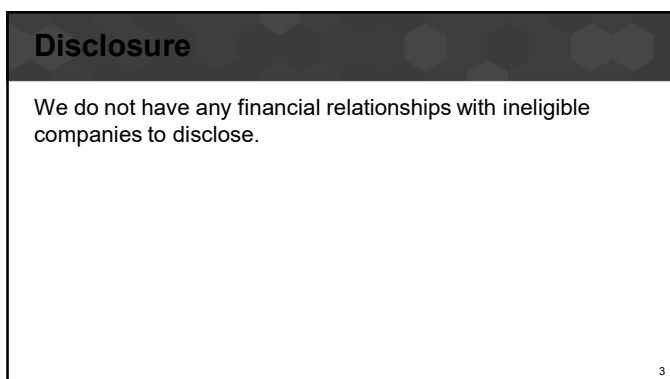 Disclosure
We do not have any financial relationships with ineligible
companies to disclose.
3